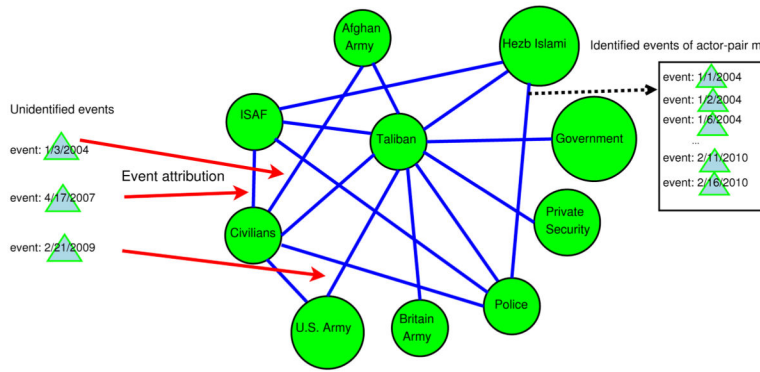 Afghan
Army
Hezb Islami
Identified events of actor-pair m
event: 1/1/2004
event: 1/2/2004
event: 1/6/2004
...
event: 2/11/2010
event: 2/16/2010
Unidentified events
event: 1/3/2004
event: 4/17/2007
event: 2/21/2009
Event attribution
ISAF
Taliban
Government
Private
Security
Civilians
Police
U.S. Army
Britain
Army